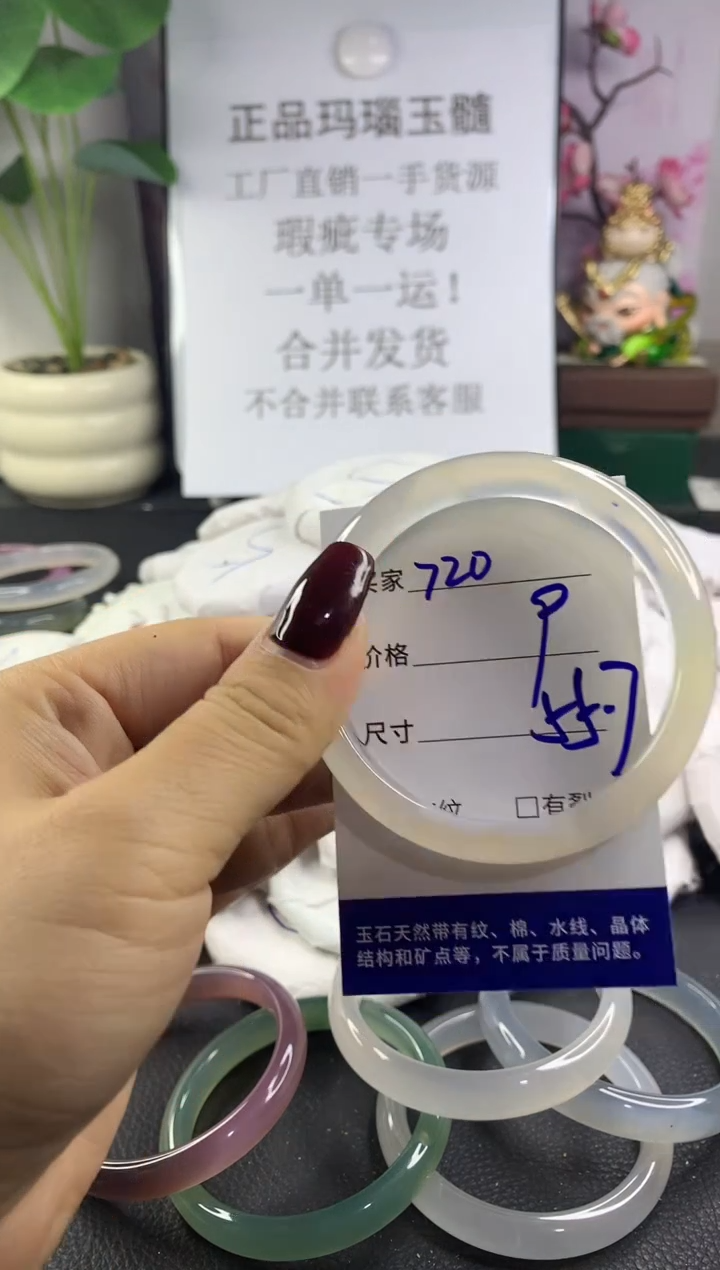 正品玛瑙玉髓
工厂直销一手货源
瑕疵专场
一单一运！
合并发货
不合并联系客服
家 720
价格
尺寸
纹 □有
玉石天然带有纹、棉、水线、晶体
结构和矿点等，不属于质量问题。